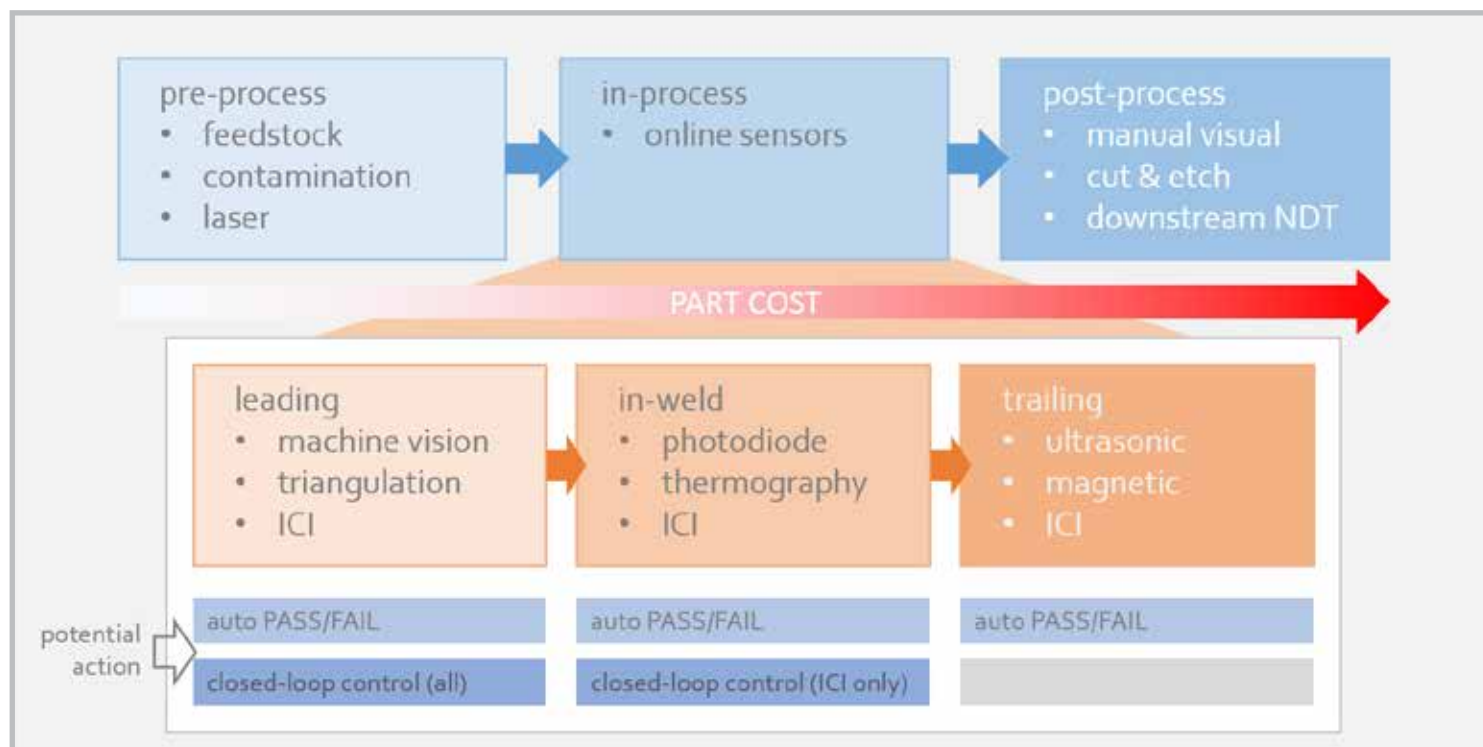 pre-process
• feedstock
• contamination
• laser
in-process
• online sensors
post-process
• manual visual
• cut & etch
• downstream NDT
PART COST
leading
• machine vision
• triangulation
• ICI
in-weld
• photodiode
• thermography
• ICI
trailing
• ultrasonic
• magnetic
• ICI
potential
action
auto PASS/FAIL
auto PASS/FAIL
auto PASS/FAIL
closed-loop control (all)
closed-loop control (ICI only)